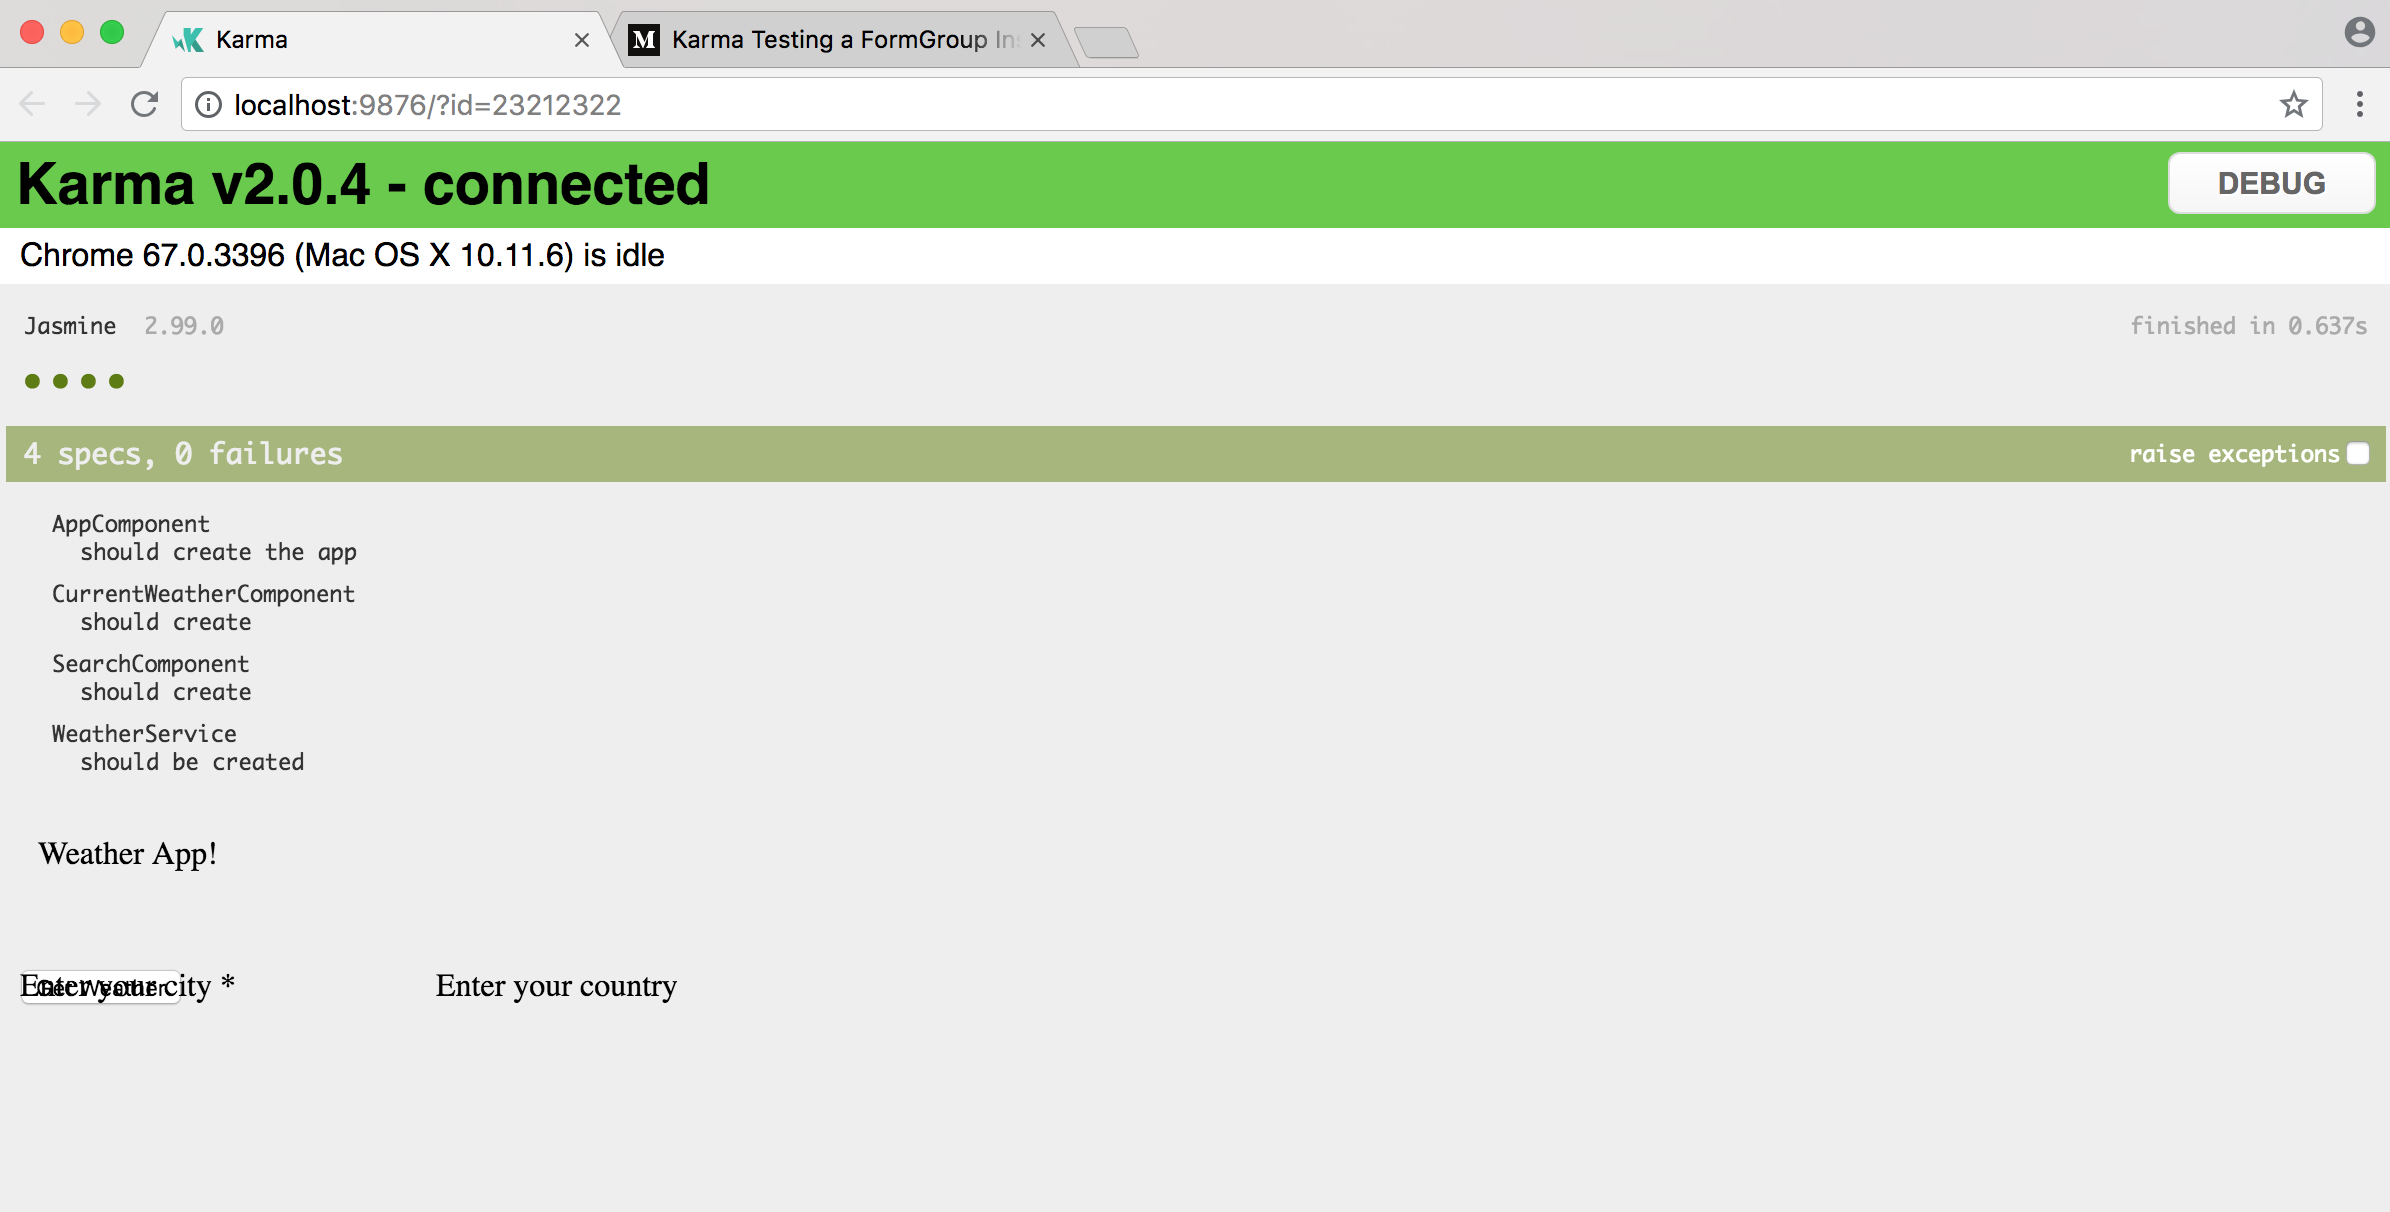 Karma
Karma Testing a FormGroup In
localhost:9876/?id=23212322
Karma v2.0.4 - connected
DEBUG
Chrome 67.0.3396 (Mac OS X 10.11.6) is idle
Jasmine 2.99.0
finished in 0.637s
4 specs, 0 failures
raise exceptions
AppComponent
should create the app
CurrentWeatherComponent
should create
SearchComponent
should create
WeatherService
should be created
Weather App!
Enter your city *
Get Weather
Enter your country